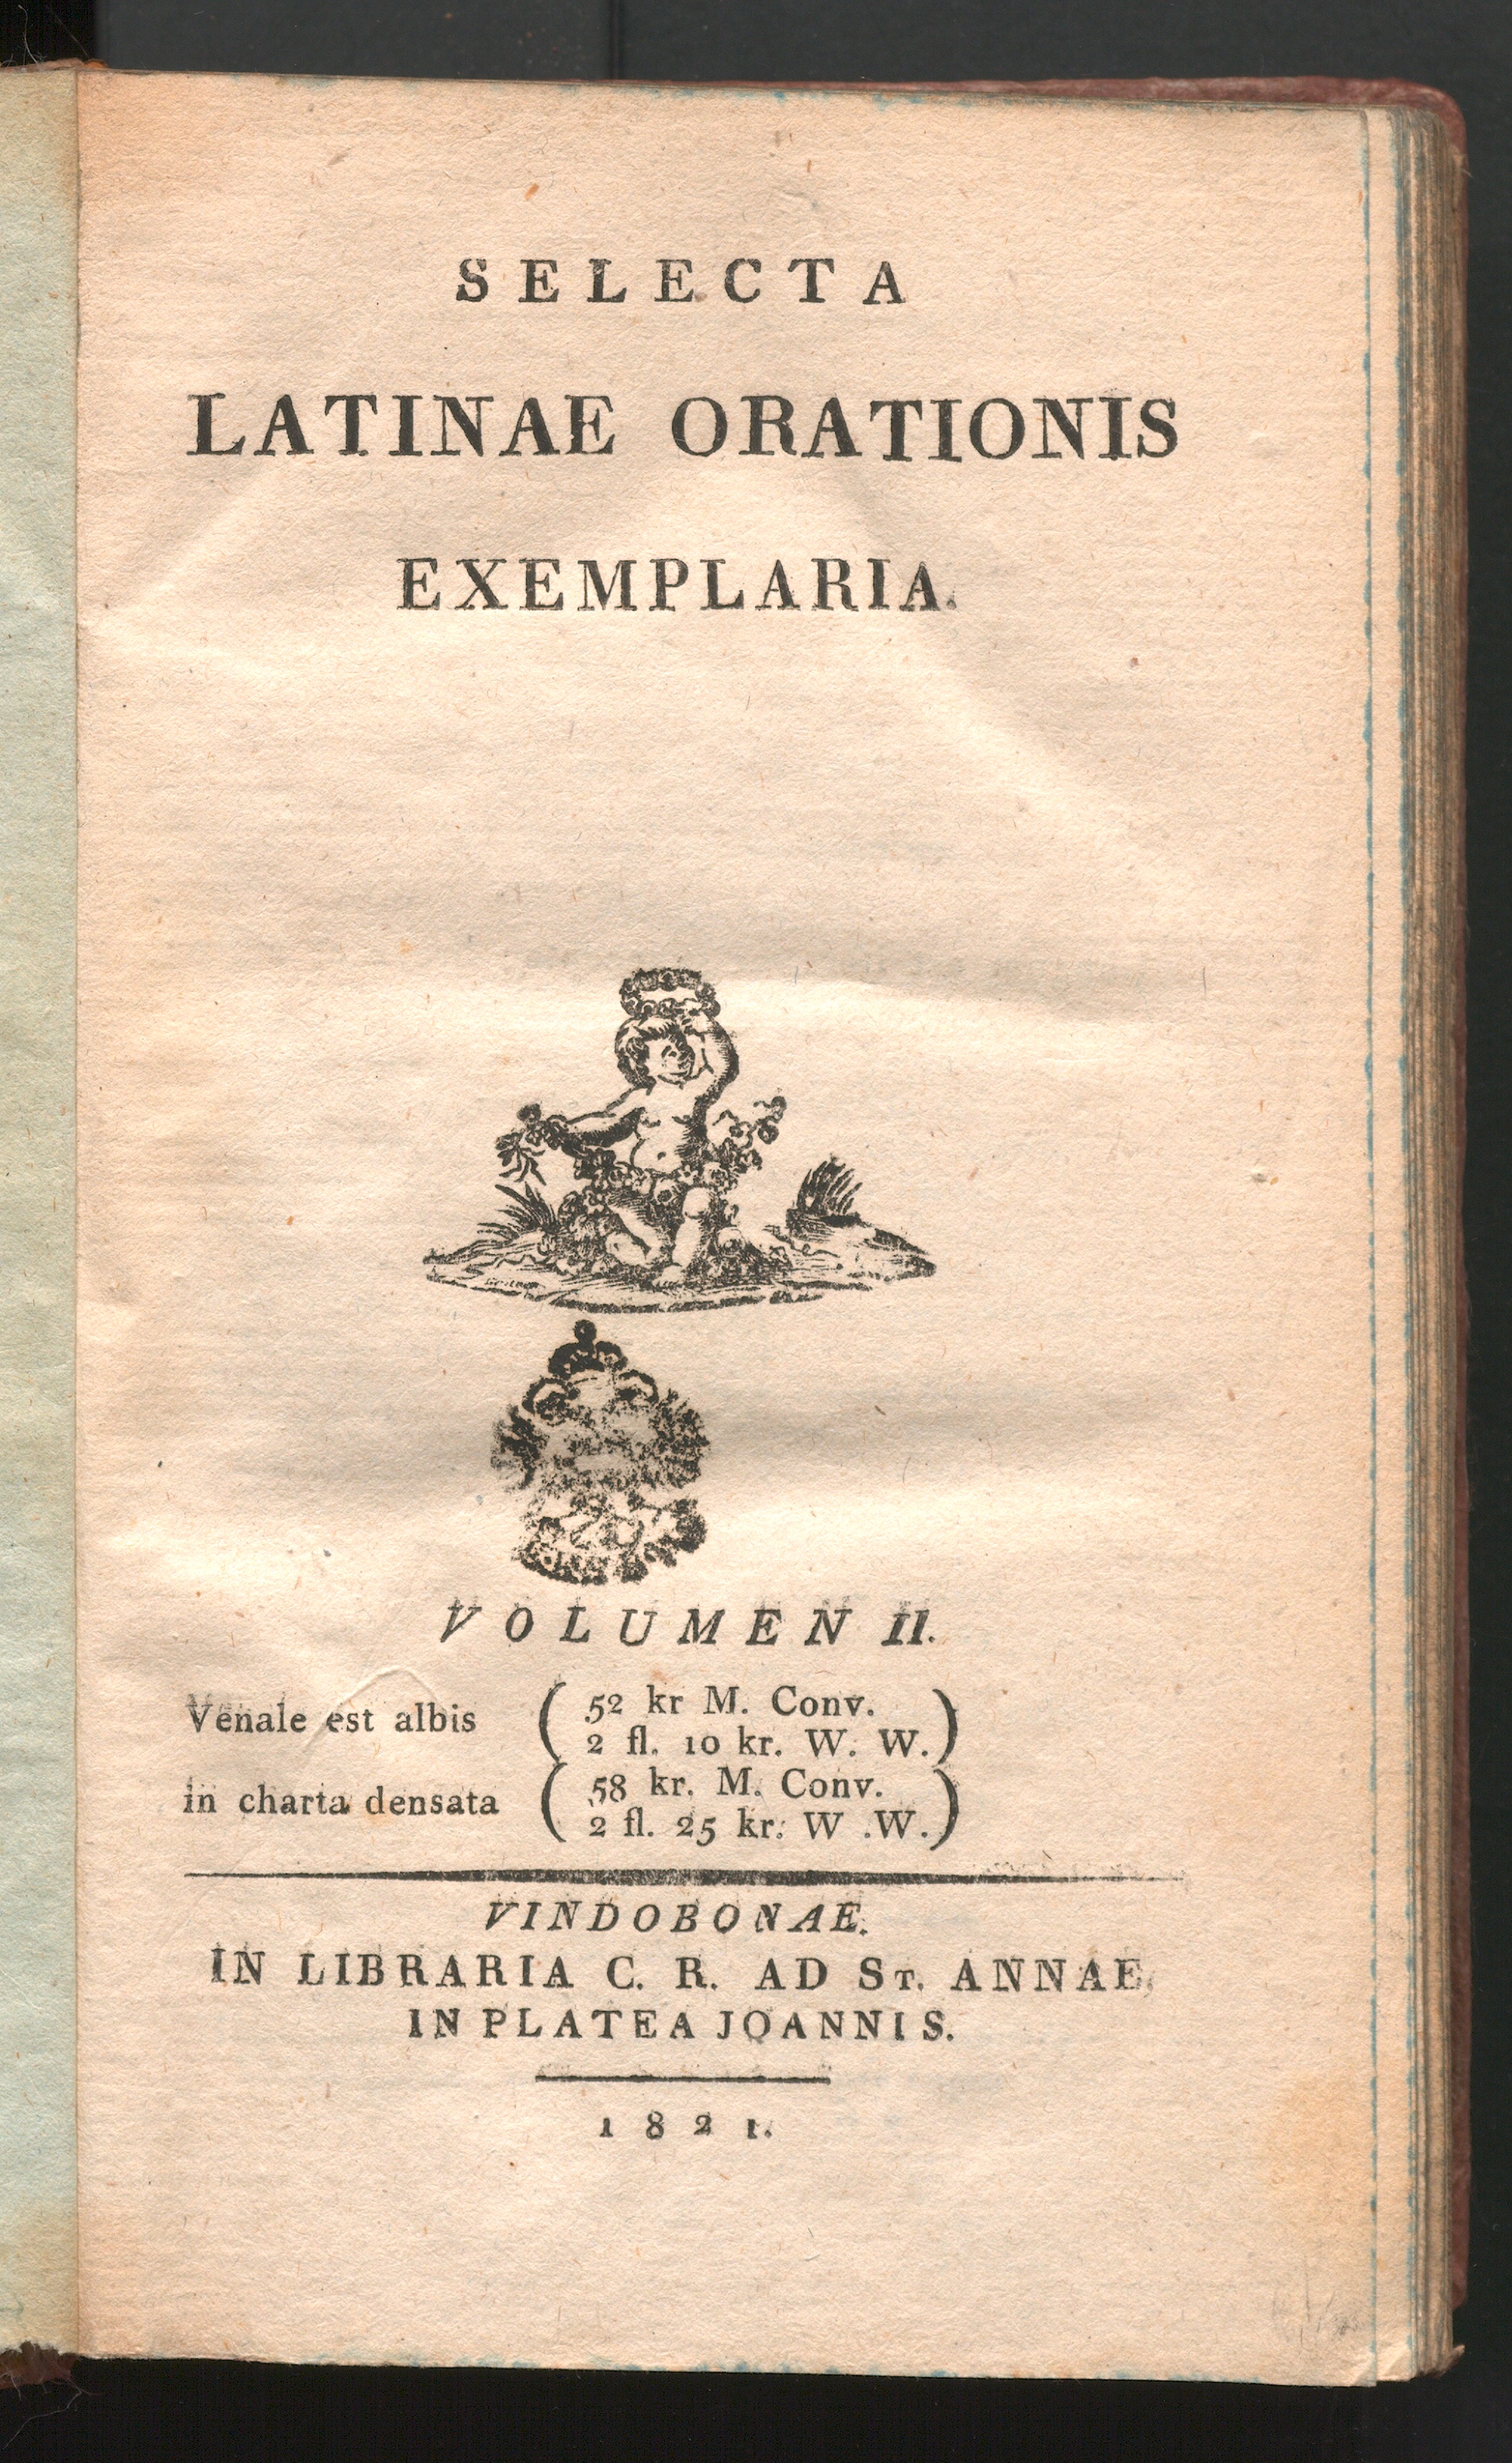 SELECTA
LATINAE ORATIONIS
EXEMPLARIA.
VOLUMEN II.
Venale est albis ( 52 kr M. Conv.
2 fl. 10 kr. W. W. )
in charta densata ( 58 kr. M. Conv.
2 fl. 25 kr. W .W. )
VINDOBONAE.
IN LIBRARIA C. R. AD ST. ANNAE
IN PLATEA JOANNIS.
1821.